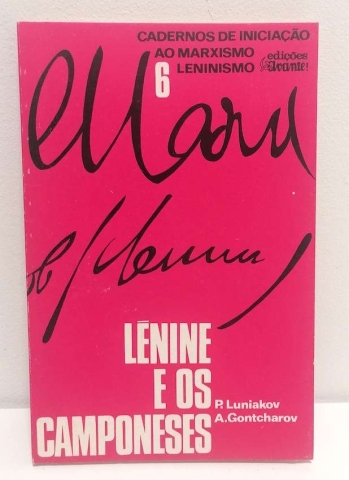 CADERNOS DE INICIAÇÃO
AO MARXISMO
LENINISMO
edições
Avante!
6
LÉNINE
E OS
CAMPONESES
P. Luniakov
A. Gontcharov